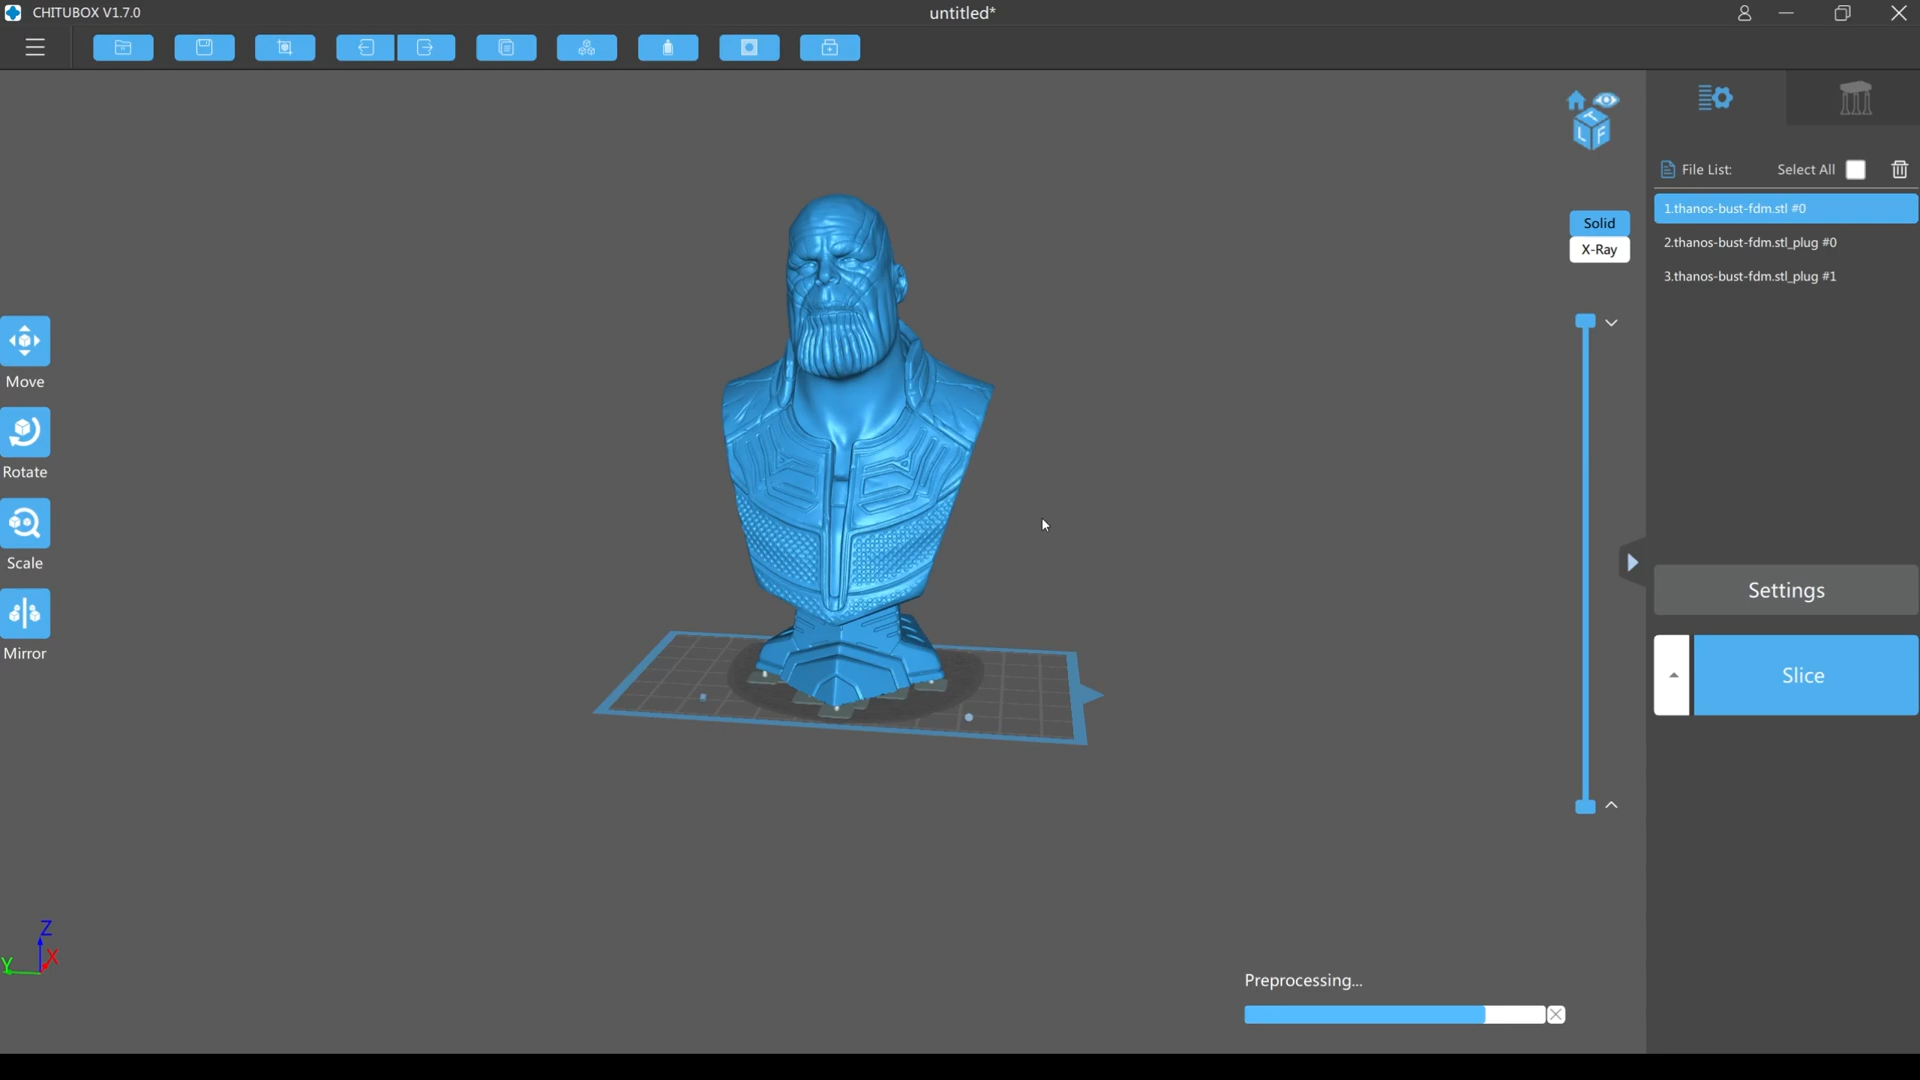 CHITUBOX V1.7.0
untitled*
T
L F
File List:
Select All
1.thanos-bust-fdm.stl #0
2.thanos-bust-fdm.stl_plug #0
3.thanos-bust-fdm.stl_plug #1
Solid
X-Ray
Move
Rotate
Scale
Mirror
Settings
Slice
Z
Y X
Preprocessing...